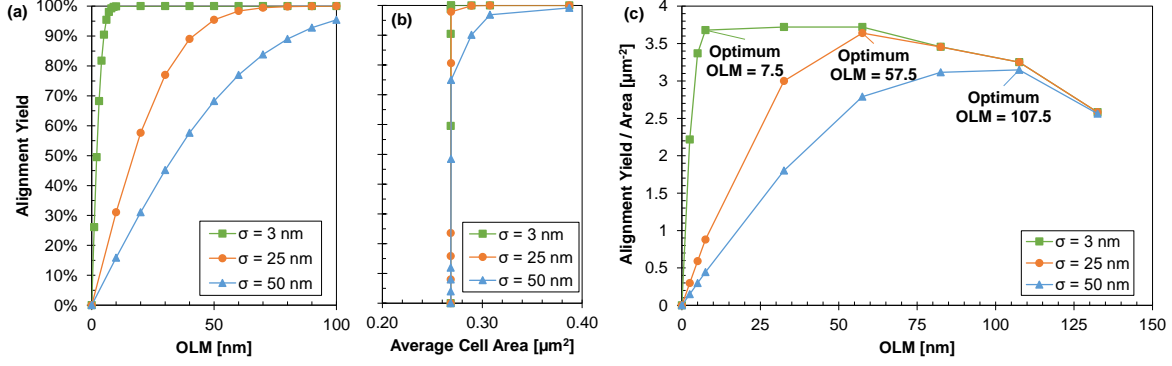 (a)
Alignment Yield
100%
90%
80%
70%
60%
50%
40%
30%
20%
10%
0%
0
50
100
OLM [nm]
σ = 3 nm
σ = 25 nm
σ = 50 nm
(b)
0.20
0.30
0.40
Average Cell Area [µm²]
σ = 3 nm
σ = 25 nm
σ = 50 nm
(c)
Alignment Yield / Area [µm⁻²]
4
3.5
3
2.5
2
1.5
1
0.5
0
0
25
50
75
100
125
150
OLM [nm]
Optimum
OLM = 7.5
Optimum
OLM = 57.5
Optimum
OLM = 107.5
σ = 3 nm
σ = 25 nm
σ = 50 nm